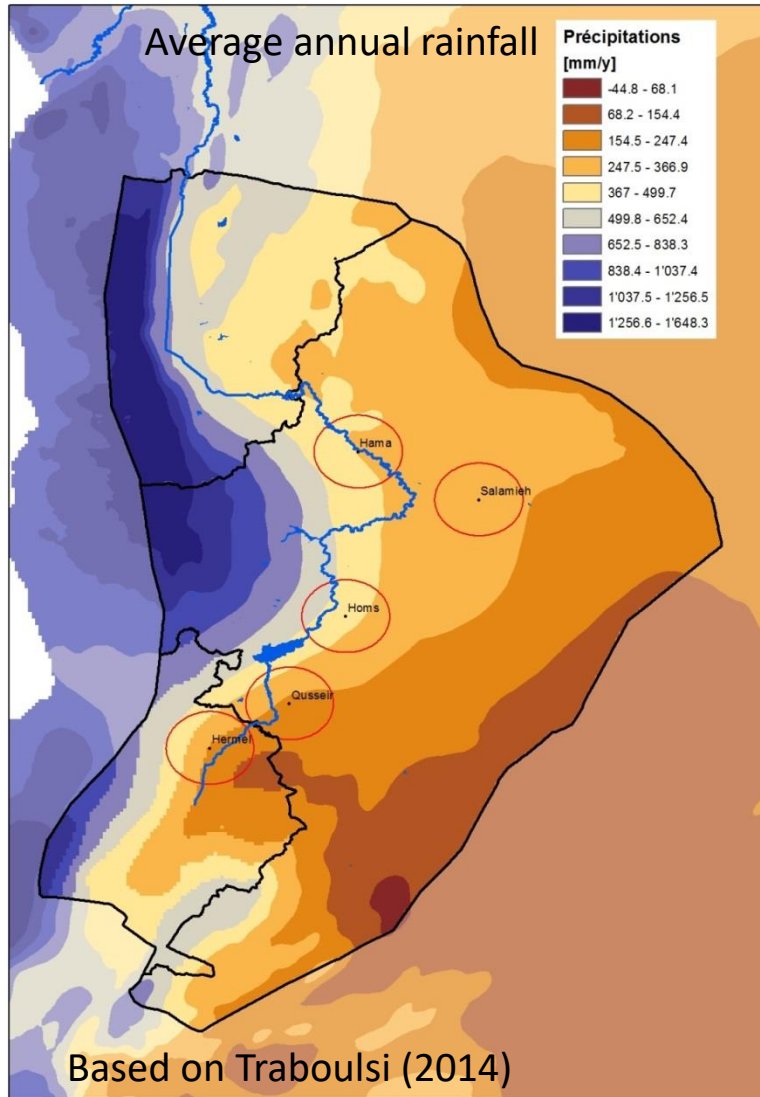 Average annual rainfall
Précipitations
[mm/y]
-44.8 - 68.1
68.2 - 154.4
154.5 - 247.4
247.5 - 366.9
367 - 499.7
499.8 - 652.4
652.5 - 838.3
838.4 - 1'037.4
1'037.5 - 1'256.5
1'256.6 - 1'648.3
Hama
Salamieh
Homs
Qusseir
Hermel
Based on Traboulsi (2014)